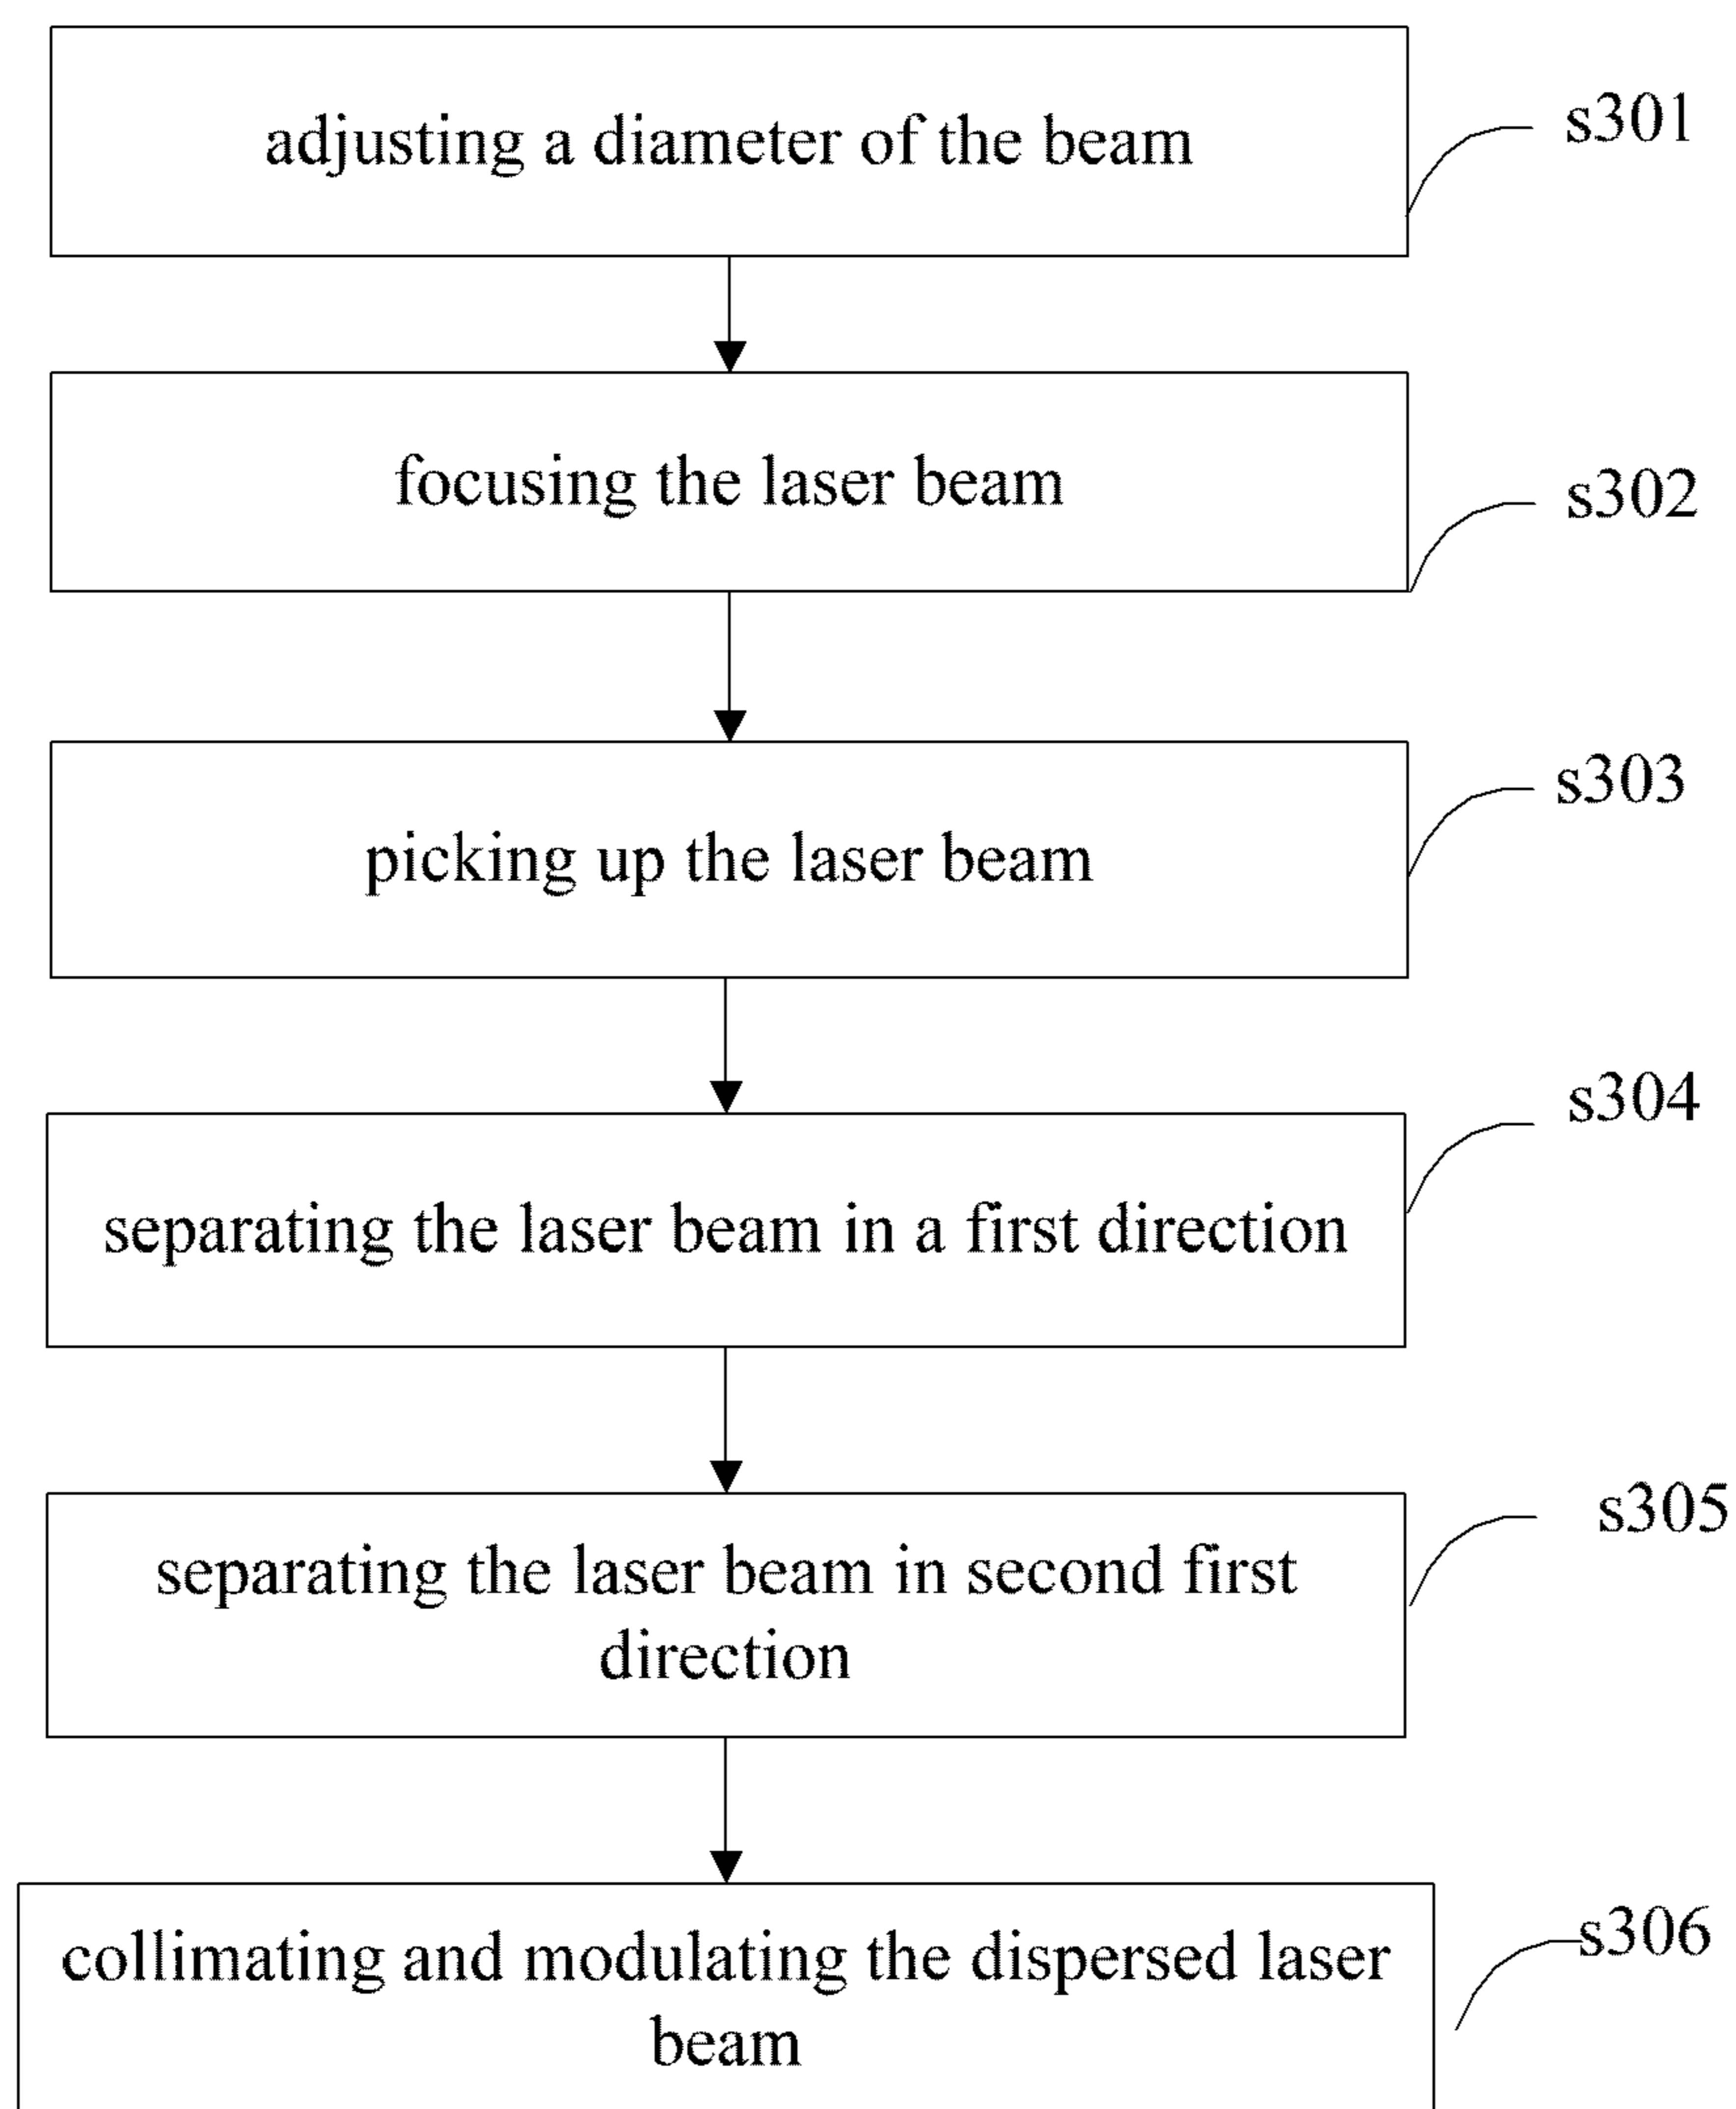 adjusting a diameter of the beam
s301
focusing the laser beam
s302
picking up the laser beam
s303
separating the laser beam in a first direction
s304
separating the laser beam in second first
direction
s305
collimating and modulating the dispersed laser
beam
s306